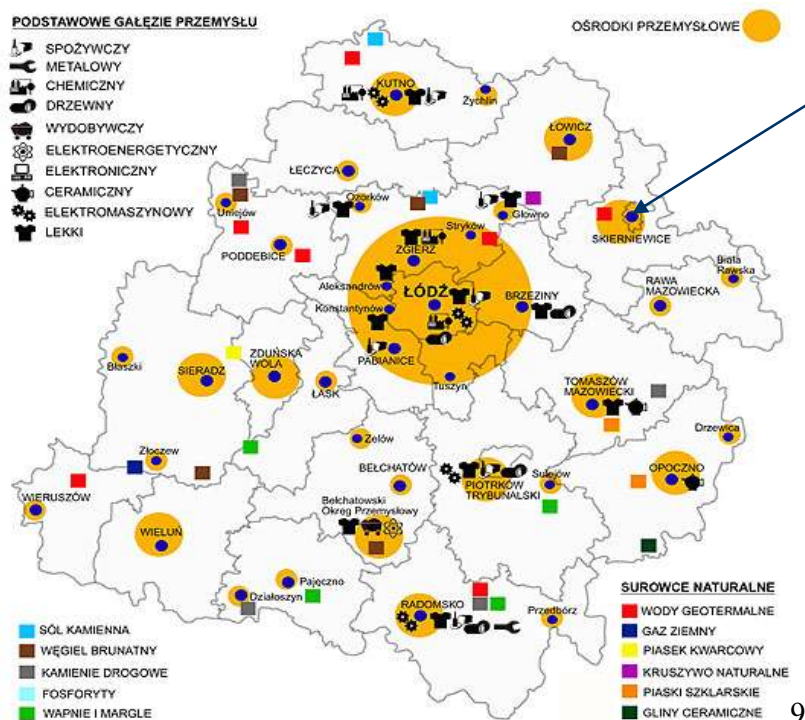 PODSTAWOWE GAŁĘZIE PRZEMYSŁU
SPOŻYWCZY
METALOWY
CHEMICZNY
DRZEWNY
WYDOBYWCZY
ELEKTROENERGETYCZNY
ELEKTRONICZNY
CERAMICZNY
ELEKTROMASZYNOWY
LEKKI
OŚRODKI PRZEMYSŁOWE
KUTNO
Żychlin
ŁOWICZ
ŁĘCZYCA
Uniejów
Ozorków
Głowno
Stryków
ZGIERZ
SKIERNIEWICE
PODDĘBICE
Aleksandrów
ŁÓDŹ
Konstantynów
BRZEZINY
RAWA
MAZOWIECKA
Biała
Rawska
PABIANICE
Tuszyn
Błaszki
SIERADZ
ZDUŃSKA
WOLA
ŁASK
TOMASZÓW
MAZOWIECKI
Drzewica
Złoczew
Zelów
BEŁCHATÓW
PIOTRKÓW
TRYBUNALSKI
Sulejów
OPOCZNO
WIERUSZÓW
WIELUŃ
Bełchatowski
Okręg Przemysłowy
Pajęczno
Działoszyn
RADOMSKO
Przedbórz
SÓL KAMIENNA
WĘGIEL BRUNATNY
KAMIENIE DROGOWE
FOSFORYTY
WAPNIE I MARGLE
SUROWCE NATURALNE
WODY GEOTERMALNE
GAZ ZIEMNY
PIASEK KWARCOWY
KRUSZYWO NATURALNE
PIASKI SZKLARSKIE
GLINY CERAMICZNE
9